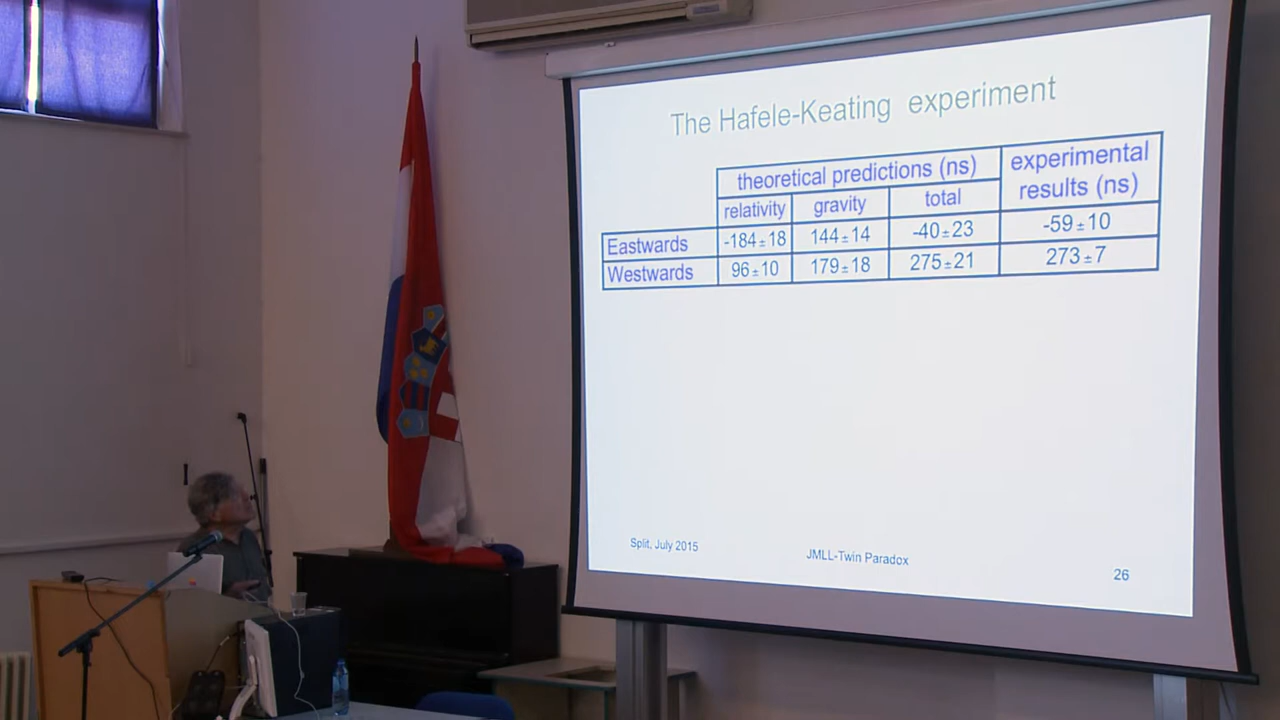 The Hafele-Keating experiment
theoretical predictions (ns)
experimental
results (ns)
relativity gravity total
Eastwards -184±18 144±14 -40±23 -59±10
Westwards 96±10 179±18 275±21 273±7
Split, July 2015
JMLL-Twin Paradox
26